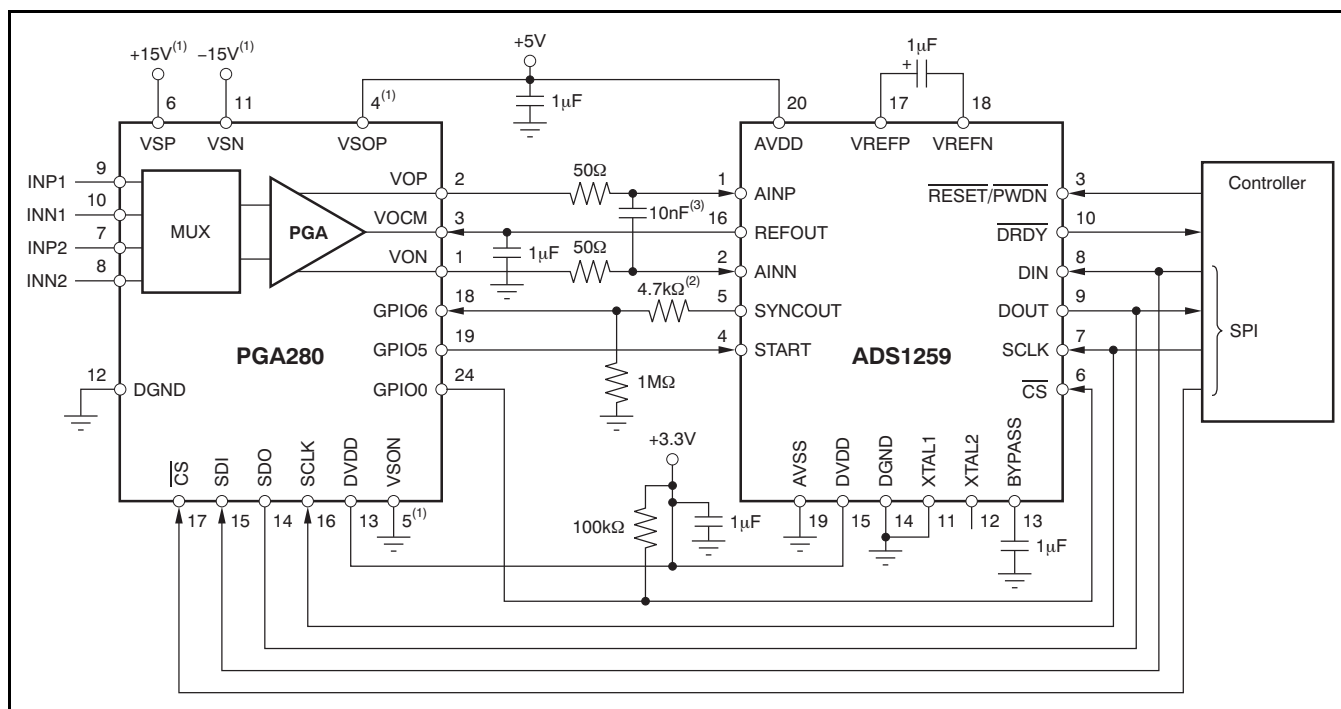 +15V(1)
−15V(1)
+5V
1μF
+
6
11
4(1)
1μF
20
17
18
VSP
VSN
VSOP
AVDD
VREFP
VREFN
INP1
9
INN1
10
INP2
7
INN2
8
MUX
PGA
VOP
2
50Ω
1
AINP
VOCM
3
1μF
10nF(3)
16
REFOUT
VON
1
50Ω
2
AINN
GPIO6
18
4.7kΩ(2)
5
SYNCOUT
GPIO5
19
4
START
GPIO0
24
1MΩ
PGA280
ADS1259
12
DGND
RESET/PWDN
3
DRDY
10
DIN
8
DOUT
9
SCLK
7
CS
6
Controller
SPI
+3.3V
100kΩ
1μF
CS
SDI
SDO
SCLK
DVDD
VSON
17
15
14
16
13
5(1)
AVSS
DVDD
DGND
XTAL1
XTAL2
BYPASS
19
15
14
11
12
13
1μF